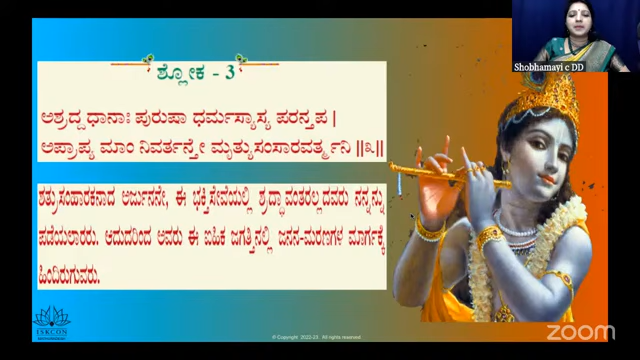 Shobhamayi c DD
ಶ್ಲೋಕ - 3
ಅಶ್ರದ್ದಧಾನಾಃ ಪುರುಷಾ ಧರ್ಮಸ್ಯಾಸ್ಯ ಪರನ್ತಪ |
ಅಪ್ರಾಪ್ಯ ಮಾಂ ನಿವರ್ತನ್ತೇ ಮೃತ್ಯುಸಂಸಾರವರ್ತ್ಮನಿ ||೩||
ಶತ್ರುಸಂಹಾರಕನಾದ ಅರ್ಜುನನೇ, ಈ ಭಕ್ತಿಸೇವೆಯಲ್ಲಿ ಶ್ರದ್ಧಾವಂತರಲ್ಲದವರು ನನ್ನನ್ನು
ಪಡೆಯಲಾರರು. ಆದುದರಿಂದ ಅವರು ಈ ಐಹಿಕ ಜಗತ್ತಿನಲ್ಲಿ ಜನನ-ಮರಣಗಳ ಮಾರ್ಗಕ್ಕೆ
ಹಿಂದಿರುಗುವರು.
ISKCON
© Copyright 2022-23. All rights reserved.
zoom